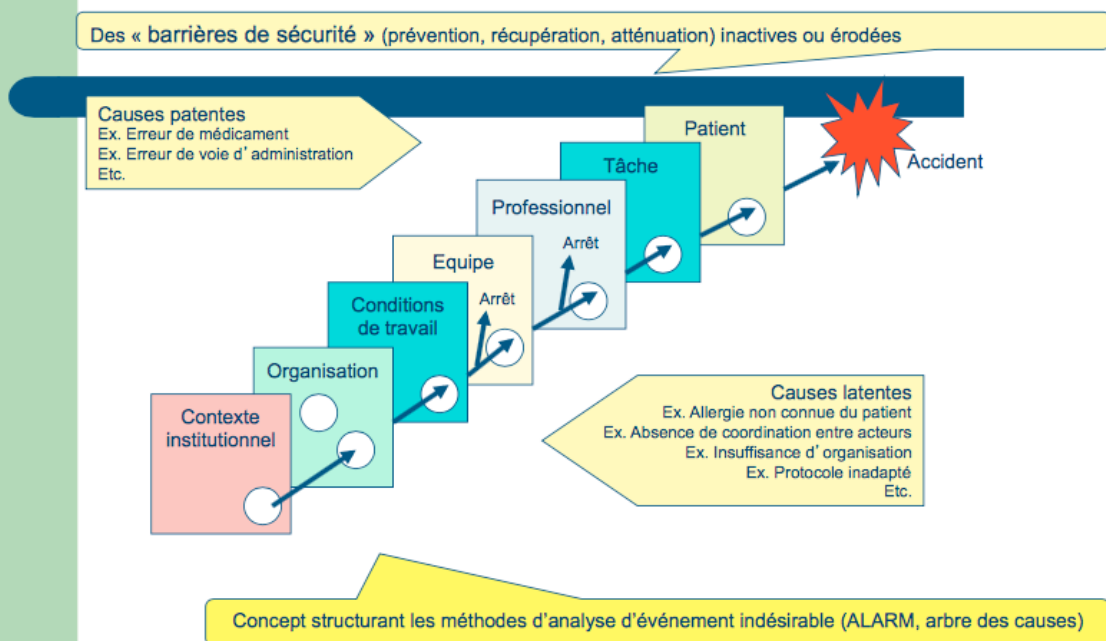 Des « barrières de sécurité » (prévention, récupération, atténuation) inactives ou érodées
Causes patentes
Ex. Erreur de médicament
Ex. Erreur de voie d’administration
Etc.
Patient
Accident
Tâche
Professionnel
Arrêt
Equipe
Arrêt
Conditions
de travail
Organisation
Contexte
institutionnel
Causes latentes
Ex. Allergie non connue du patient
Ex. Absence de coordination entre acteurs
Ex. Insuffisance d’organisation
Ex. Protocole inadapté
Etc.
Concept structurant les méthodes d’analyse d’événement indésirable (ALARM, arbre des causes)